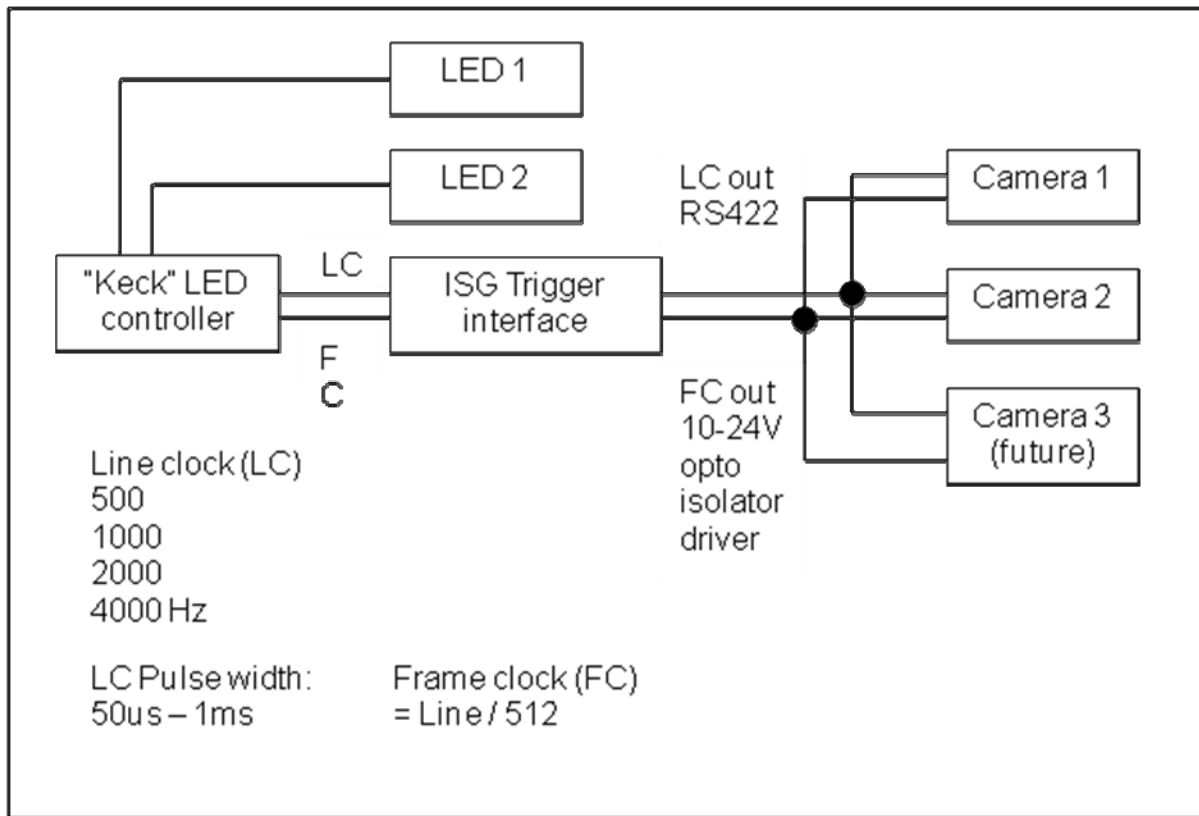 LED 1
LED 2
"Keck" LED
controller
LC
F
C
ISG Trigger
interface
LC out
RS422
FC out
10-24V
opto
isolator
driver
Camera 1
Camera 2
Camera 3
(future)
Line clock (LC)
500
1000
2000
4000 Hz
LC Pulse width:
50us – 1ms
Frame clock (FC)
= Line / 512